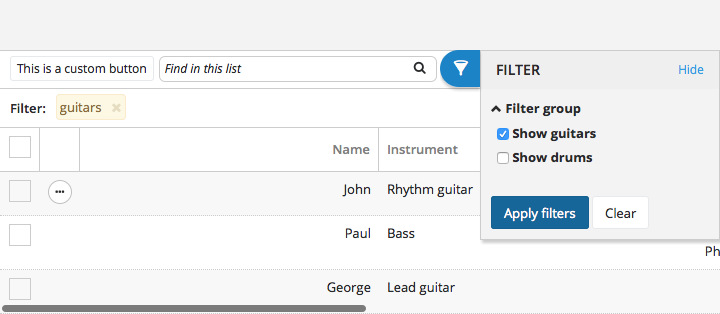 This is a custom button
Find in this list
FILTER
Hide
Filter: guitars ×
Filter group
Show guitars
Show drums
Apply filters
Clear
Name Instrument
John Rhythm guitar
Paul Bass
Ph
George Lead guitar